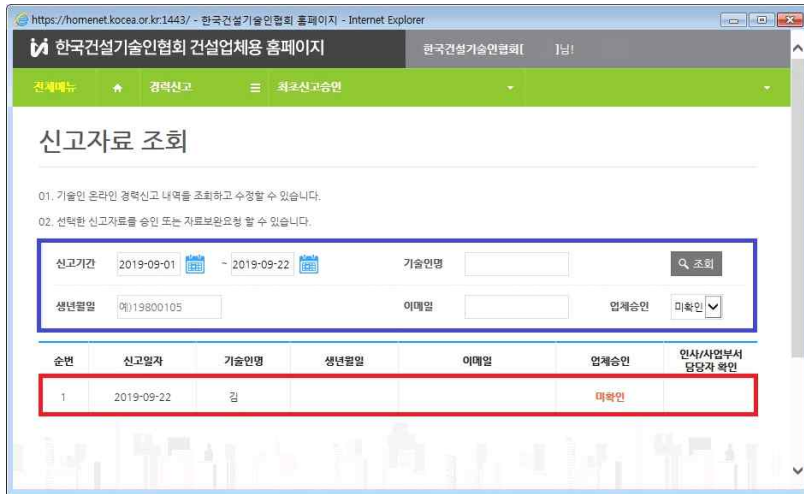 https://homenet.kocea.or.kr:1443/ - 한국건설기술인협회 홈페이지 - Internet Explorer
한국건설기술인협회 건설업체용 홈페이지 한국건설기술인협회[ ]님!
전체메뉴 경력신고 최초신고승인
신고자료 조회
01. 기술인 온라인 경력신고 내역를 조회하고 수정할 수 있습니다.
02. 선택한 신고자료를 승인 또는 자료보완요청 할 수 있습니다.
신고기간 2019-09-01 ~ 2019-09-22 기술인명 조회
생년월일 예)19800105 이메일 업체승인 미확인
순번 신고일자 기술인명 생년월일 이메일 업체승인 인사/사업부서
담당자 확인
1 2019-09-22 김 미확인